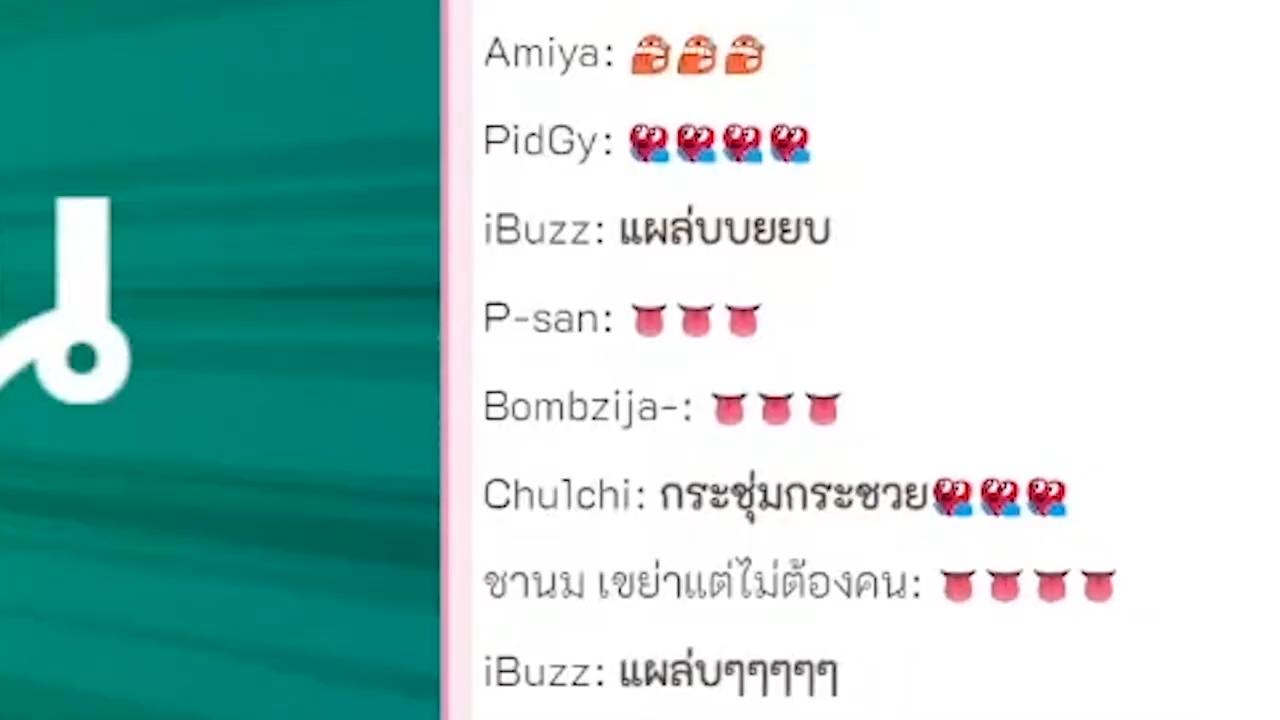 Amiya:
PidGy:
iBuzz: แผล่บบยยบ
P-san: 👅👅👅
Bombzija-: 👅👅👅
Chu1chi: กระชุ่มกระชวย
ชานม เขย่าแต่ไม่ต้องคน: 👅👅👅👅
iBuzz: แผล่บๆๆๆๆๆ